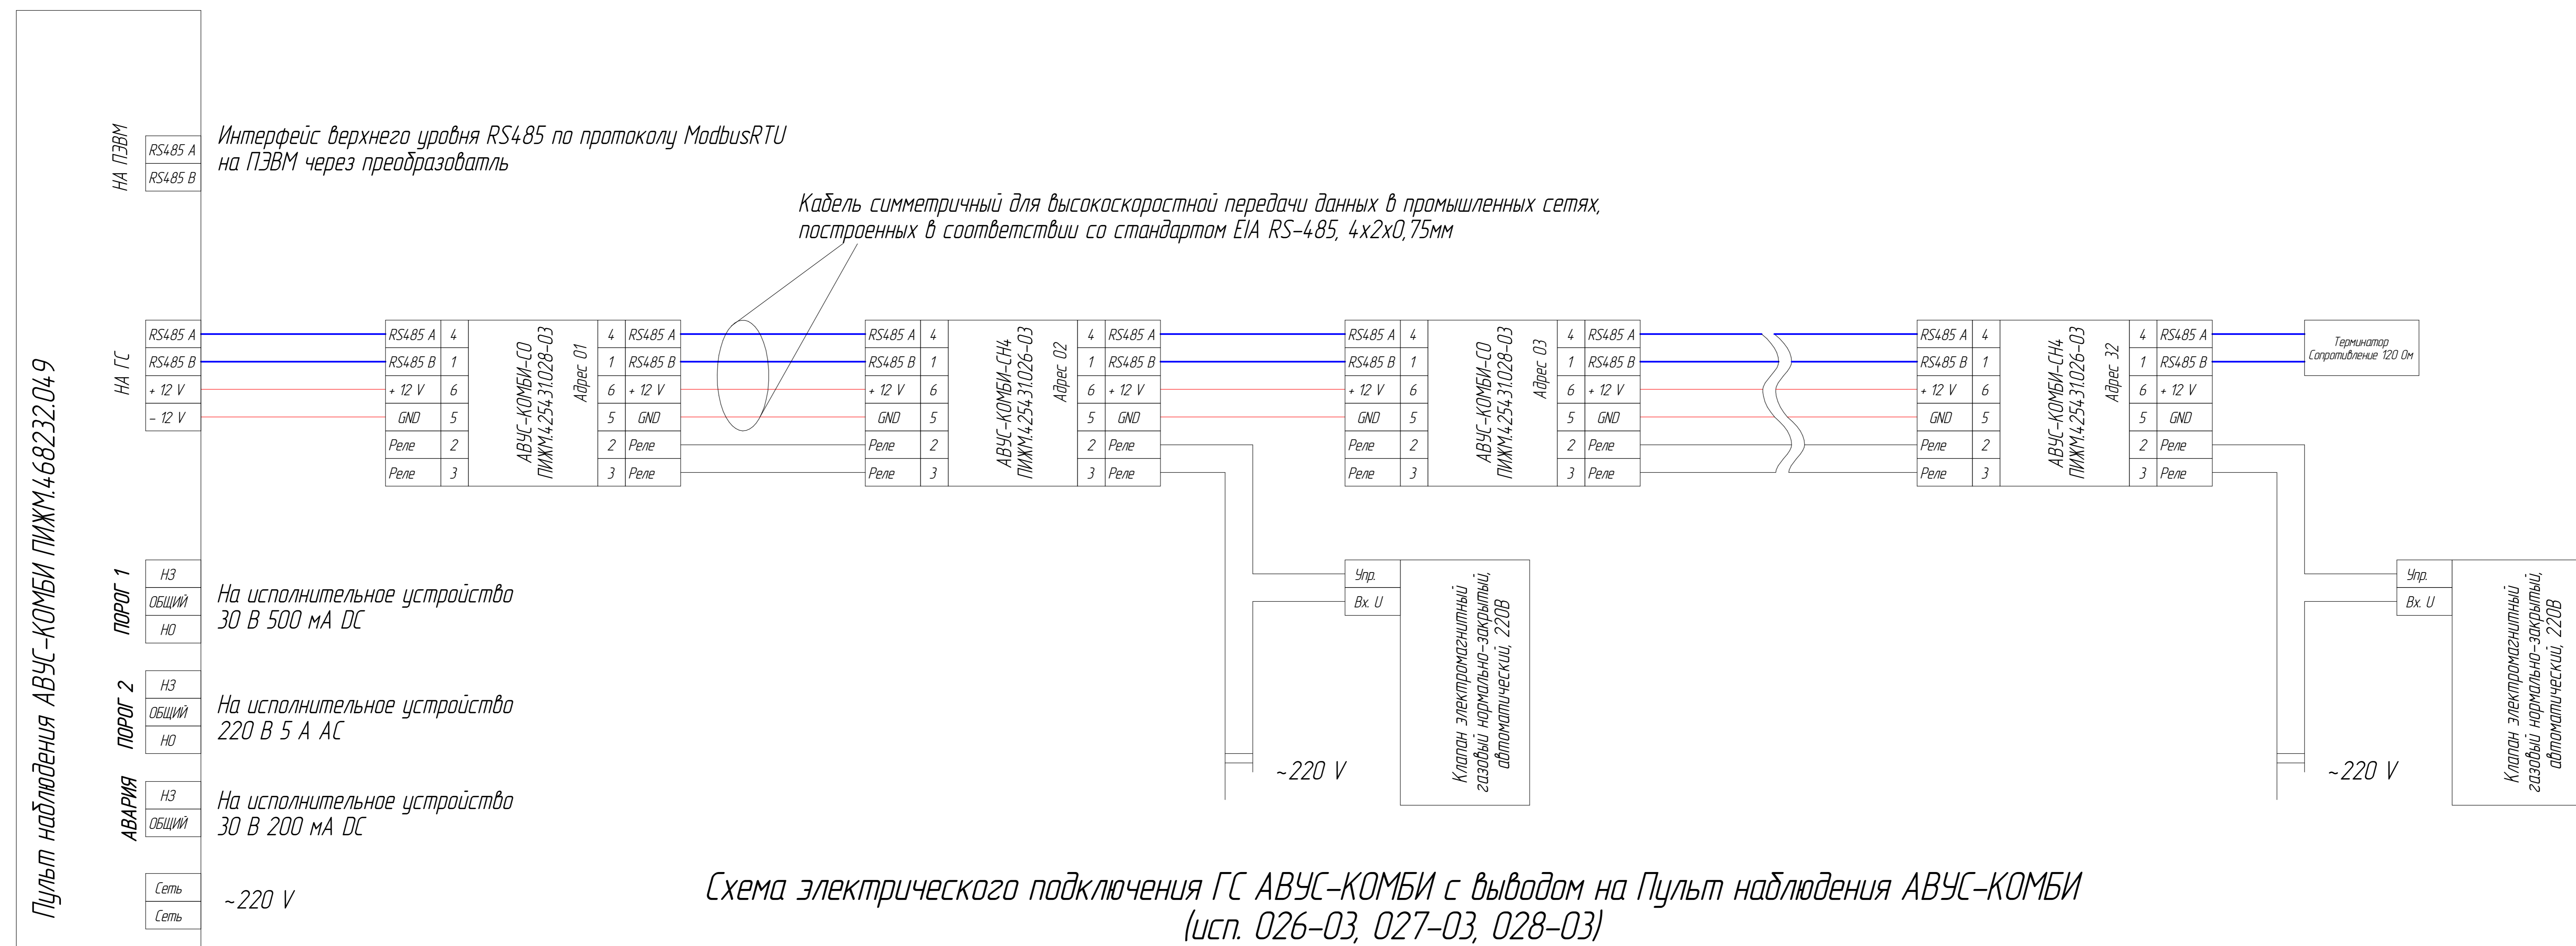 Пульт наблюдения АВУС-КОМБИ ПИЖМ.468232.049
НА ПЭВМ
RS485 A
RS485 B
Интерфейс верхнего уровня RS485 по протоколу ModbusRTU
на ПЭВМ через преобразоватль
Кабель симметричный для высокоскоростной передачи данных в промышленных сетях,
построенных в соответствии со стандартом EIA RS-485, 4х2х0,75мм
НА ГС
RS485 A
RS485 B
+ 12 V
- 12 V
RS485 A 4
RS485 B 1
+ 12 V 6
GND 5
Реле 2
Реле 3
АВУС-КОМБИ-СО
ПИЖМ.425431.028-03
Адрес 01
4 RS485 A
1 RS485 B
6 + 12 V
5 GND
2 Реле
3 Реле
RS485 A 4
RS485 B 1
+ 12 V 6
GND 5
Реле 2
Реле 3
АВУС-КОМБИ-СН4
ПИЖМ.425431.026-03
Адрес 02
4 RS485 A
1 RS485 B
6 + 12 V
5 GND
2 Реле
3 Реле
RS485 A 4
RS485 B 1
+ 12 V 6
GND 5
Реле 2
Реле 3
АВУС-КОМБИ-СО
ПИЖМ.425431.028-03
Адрес 03
4 RS485 A
1 RS485 B
6 + 12 V
5 GND
2 Реле
3 Реле
RS485 A 4
RS485 B 1
+ 12 V 6
GND 5
Реле 2
Реле 3
АВУС-КОМБИ-СН4
ПИЖМ.425431.026-03
Адрес 32
4 RS485 A
1 RS485 B
6 + 12 V
5 GND
2 Реле
3 Реле
Терминатор
Сопротивление 120 Ом
ПОРОГ 1
НЗ
ОБЩИЙ
НО
На исполнительное устройство
30 В 500 мА DC
ПОРОГ 2
НЗ
ОБЩИЙ
НО
На исполнительное устройство
220 В 5 А АС
АВАРИЯ
НЗ
ОБЩИЙ
На исполнительное устройство
30 В 200 мА DC
Сеть
Сеть
~220 V
Упр.
Вх. U
Клапан электромагнитный
газовый нормально-закрытый,
автоматический, 220В
~220 V
Упр.
Вх. U
Клапан электромагнитный
газовый нормально-закрытый,
автоматический, 220В
~220 V
Схема электрического подключения ГС АВУС-КОМБИ с выводом на Пульт наблюдения АВУС-КОМБИ
(исп. 026-03, 027-03, 028-03)